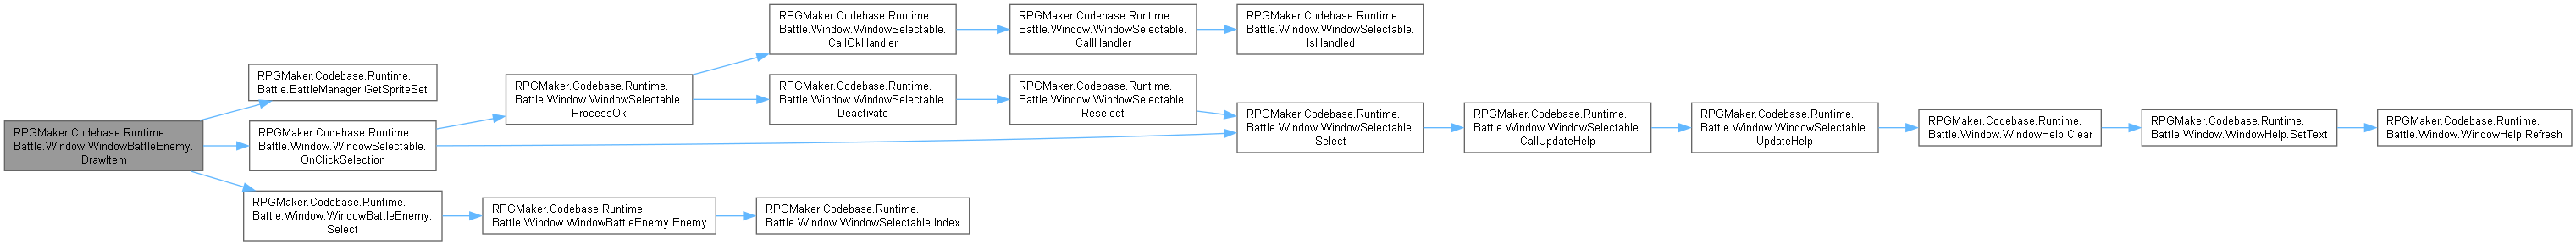 RPGMaker.Codebase.Runtime.
Battle.Window.WindowBattleEnemy.
DrawItem
RPGMaker.Codebase.Runtime.
Battle.BattleManager.GetSpriteSet
RPGMaker.Codebase.Runtime.
Battle.Window.WindowSelectable.
OnClickSelection
RPGMaker.Codebase.Runtime.
Battle.Window.WindowBattleEnemy.
Select
RPGMaker.Codebase.Runtime.
Battle.Window.WindowSelectable.
ProcessOk
RPGMaker.Codebase.Runtime.
Battle.Window.WindowSelectable.
CallOkHandler
RPGMaker.Codebase.Runtime.
Battle.Window.WindowSelectable.
CallHandler
RPGMaker.Codebase.Runtime.
Battle.Window.WindowSelectable.
IsHandled
RPGMaker.Codebase.Runtime.
Battle.Window.WindowSelectable.
Deactivate
RPGMaker.Codebase.Runtime.
Battle.Window.WindowSelectable.
Reselect
RPGMaker.Codebase.Runtime.
Battle.Window.WindowSelectable.
Select
RPGMaker.Codebase.Runtime.
Battle.Window.WindowSelectable.
CallUpdateHelp
RPGMaker.Codebase.Runtime.
Battle.Window.WindowSelectable.
UpdateHelp
RPGMaker.Codebase.Runtime.
Battle.Window.WindowHelp.Clear
RPGMaker.Codebase.Runtime.
Battle.Window.WindowHelp.SetText
RPGMaker.Codebase.Runtime.
Battle.Window.WindowHelp.Refresh
RPGMaker.Codebase.Runtime.
Battle.Window.WindowBattleEnemy.Enemy
RPGMaker.Codebase.Runtime.
Battle.Window.WindowSelectable.Index